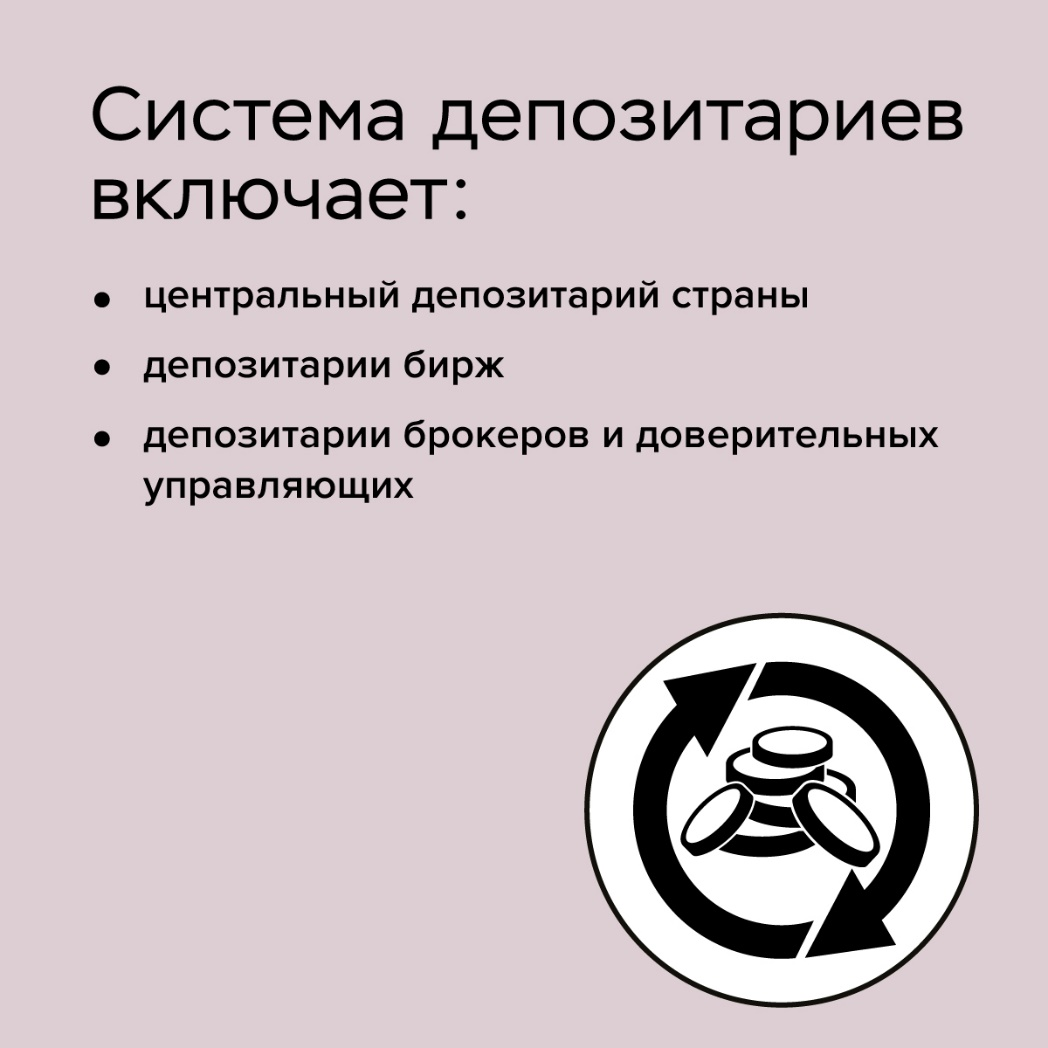 Система депозитариев
включает:
• центральный депозитарий страны
• депозитарии бирж
• депозитарии брокеров и доверительных
управляющих